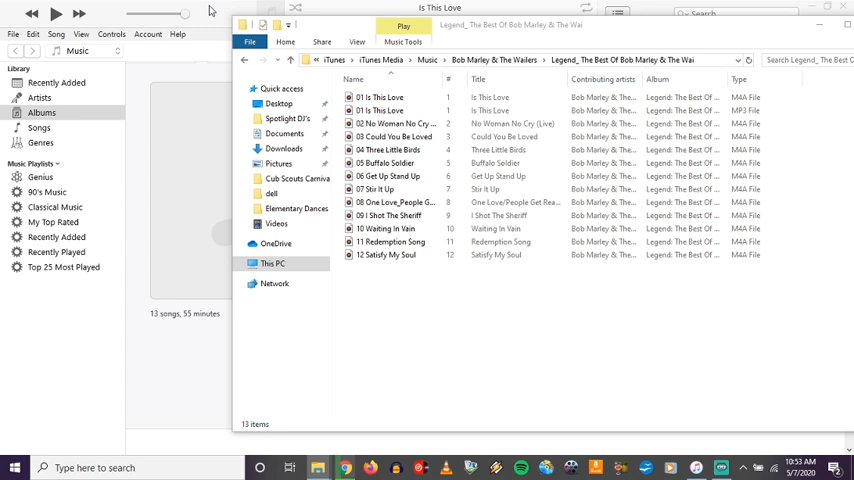 Is This Love
Search
File Edit Song View Controls Account Help
Music
Library
Recently Added
Artists
Albums
Songs
Genres
Music Playlists
Genius
90's Music
Classical Music
My Top Rated
Recently Added
Recently Played
Top 25 Most Played
13 songs, 55 minutes
Play
Legend_ The Best Of Bob Marley & The Wai
File Home Share View Music Tools
« iTunes > iTunes Media > Music > Bob Marley & The Wailers > Legend_ The Best Of Bob Marley & The Wai
Search Legend_ The Best O
Quick access
Desktop
Spotlight DJ's
Documents
Downloads
Pictures
Cub Scouts Carniva
dell
Elementary Dances
Videos
OneDrive
This PC
Network
Name # Title Contributing artists Album Type
01 Is This Love 1 Is This Love Bob Marley & The... Legend: The Best Of ... M4A File
01 Is This Love 1 Is This Love Bob Marley & The... Legend: The Best Of ... MP3 File
02 No Woman No Cry ... 2 No Woman No Cry (Live) Bob Marley & The... Legend: The Best Of ... M4A File
03 Could You Be Loved 3 Could You Be Loved Bob Marley & The... Legend: The Best Of ... M4A File
04 Three Little Birds 4 Three Little Birds Bob Marley & The... Legend: The Best Of ... M4A File
05 Buffalo Soldier 5 Buffalo Soldier Bob Marley & The... Legend: The Best Of ... M4A File
06 Get Up Stand Up 6 Get Up Stand Up Bob Marley & The... Legend: The Best Of ... M4A File
07 Stir It Up 7 Stir It Up Bob Marley & The... Legend: The Best Of ... M4A File
08 One Love_People G... 8 One Love/People Get Rea... Bob Marley & The... Legend: The Best Of ... M4A File
09 I Shot The Sheriff 9 I Shot The Sheriff Bob Marley & The... Legend: The Best Of ... M4A File
10 Waiting In Vain 10 Waiting In Vain Bob Marley & The... Legend: The Best Of ... M4A File
11 Redemption Song 11 Redemption Song Bob Marley & The... Legend: The Best Of ... M4A File
12 Satisfy My Soul 12 Satisfy My Soul Bob Marley & The... Legend: The Best Of ... M4A File
13 items
Type here to search
10:53 AM
5/7/2020
2